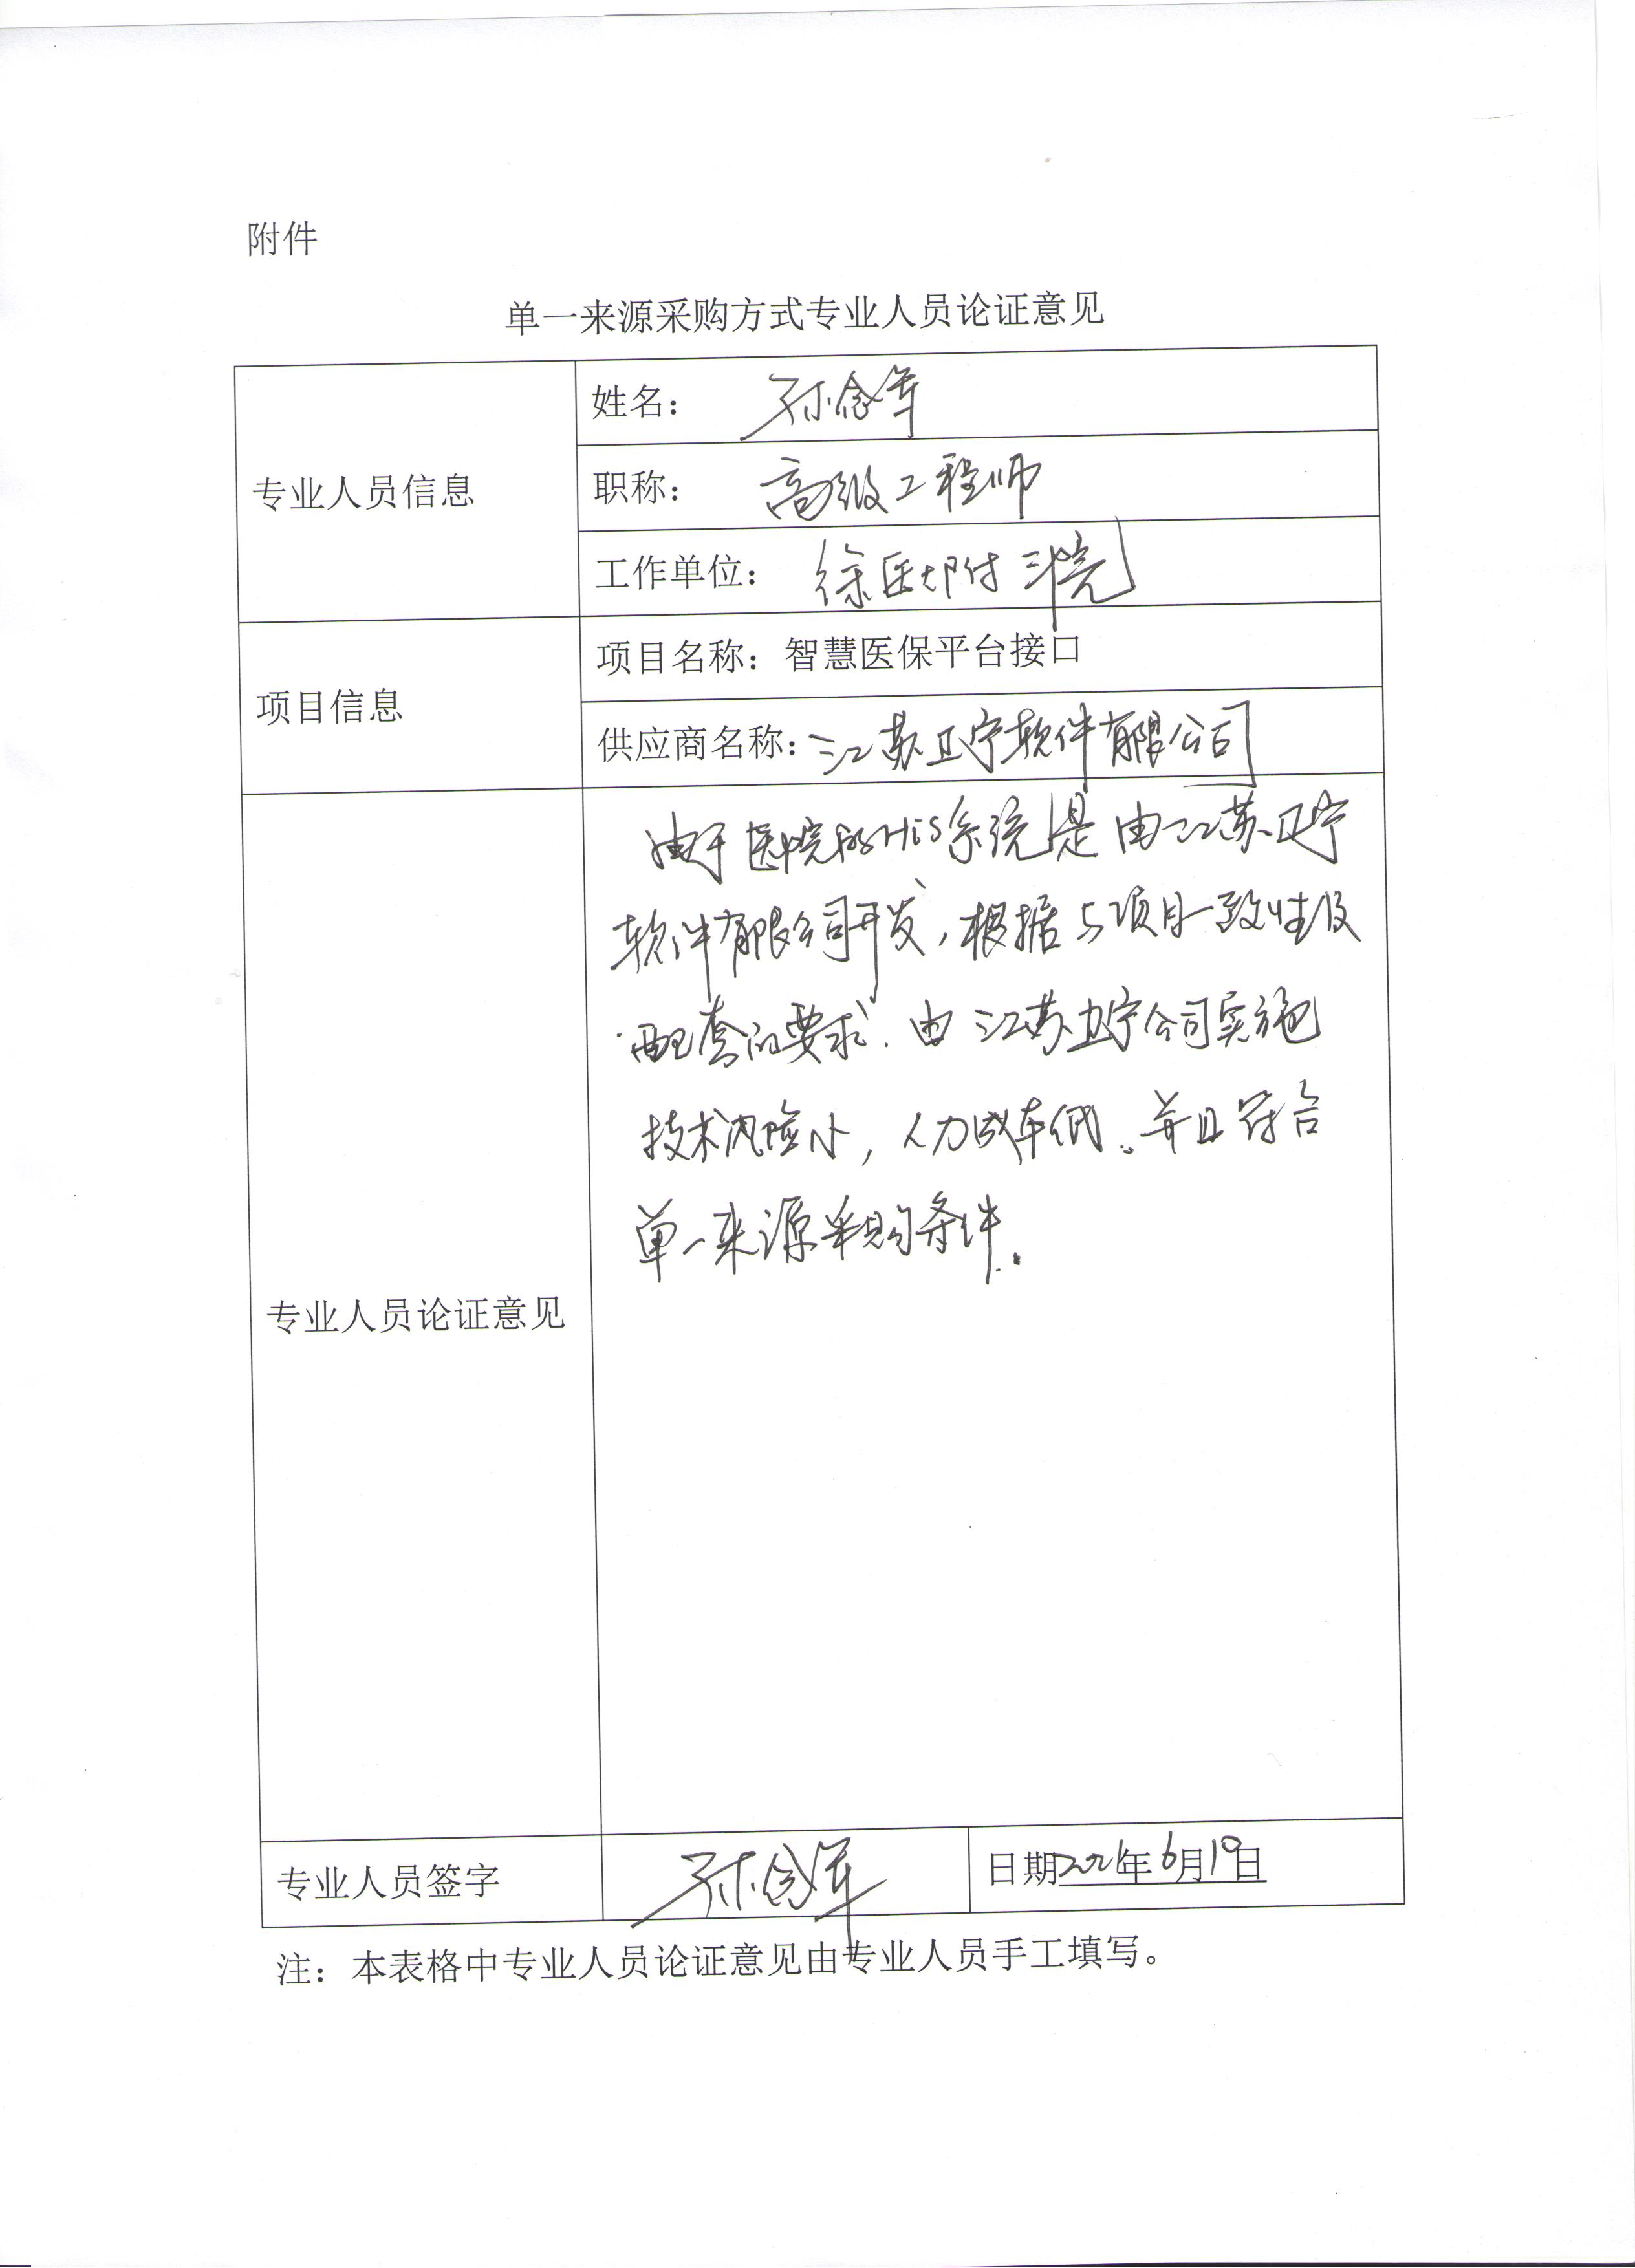 附件
单一来源采购方式专业人员论证意见
专业人员信息
姓名： 孙念军
职称： 高级工程师
工作单位： 徐医大附三院
项目信息
项目名称：智慧医保平台接口
供应商名称：江苏卫宁软件有限公司
专业人员论证意见
由于医院的His系统是由江苏卫宁
软件有限公司开发，根据与项目一致性及
配套的要求，由江苏卫宁公司实施
技术风险小，人力成本低。并且符合
单一来源采购条件。
专业人员签字
孙念军
日期 年6月19日
注：本表格中专业人员论证意见由专业人员手工填写。